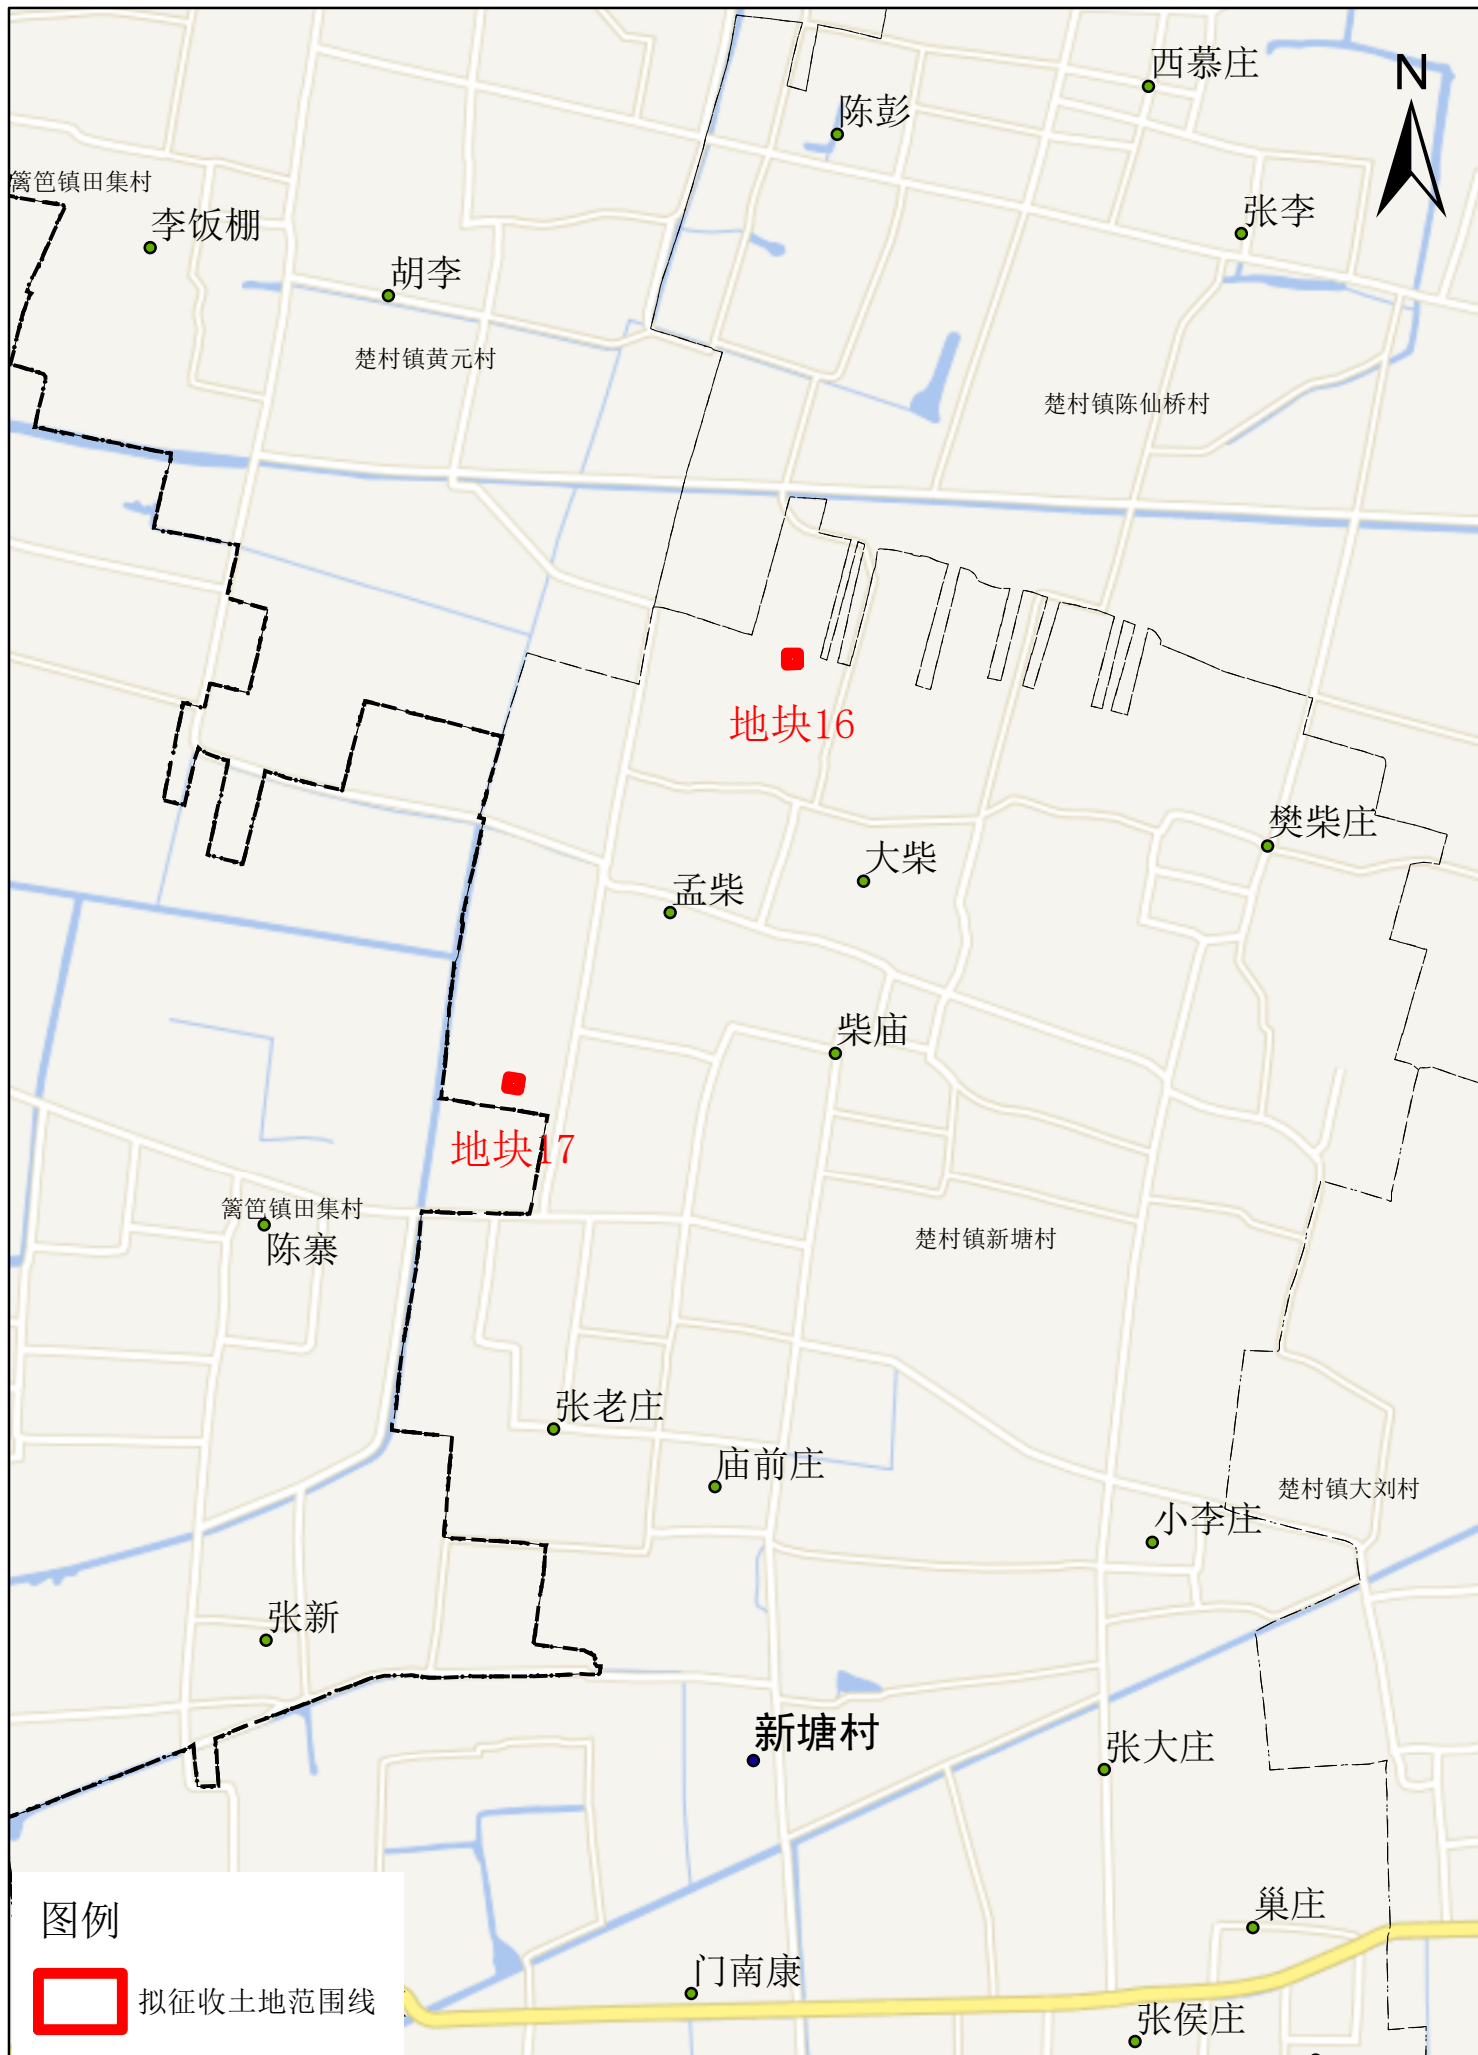 西慕庄
N
陈彭
篱笆镇田集村
李饭棚
张李
胡李
楚村镇黄元村
楚村镇陈仙桥村
地块16
樊柴庄
大柴
孟柴
柴庙
地块17
篱笆镇田集村
陈寨
楚村镇新塘村
张老庄
庙前庄
楚村镇大刘村
小李庄
张新
新塘村
张大庄
巢庄
图例
门南康
拟征收土地范围线
张侯庄